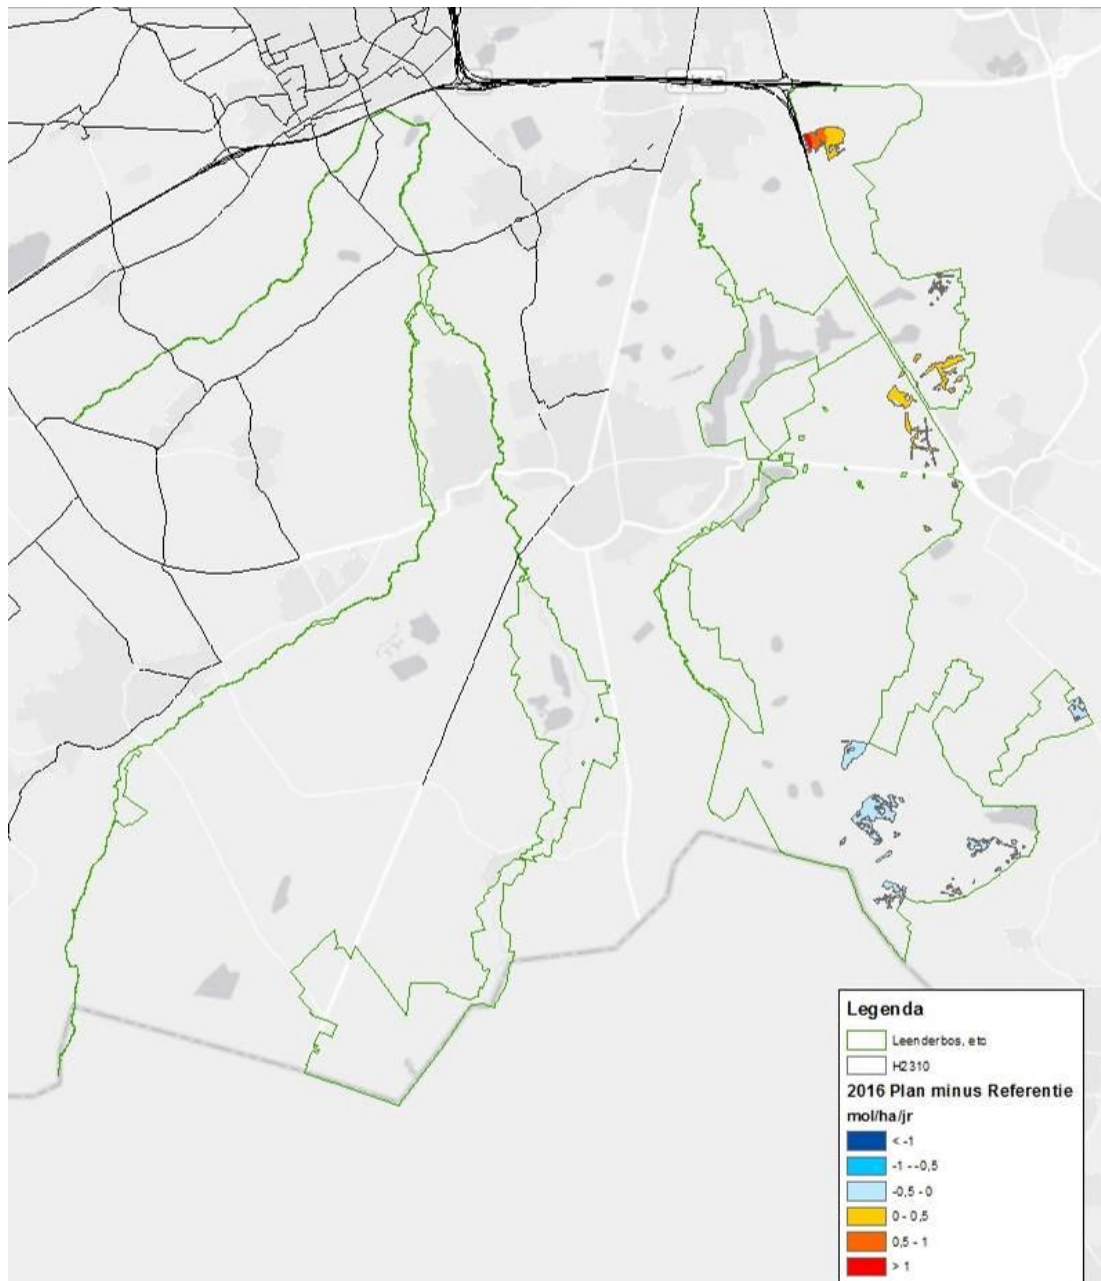 Legenda
Leenderbos, etc
H2310
2016 Plan minus Referentie
mol/ha/jr
< -1
-1 - -0,5
-0,5 - 0
0 - 0,5
0,5 - 1
> 1